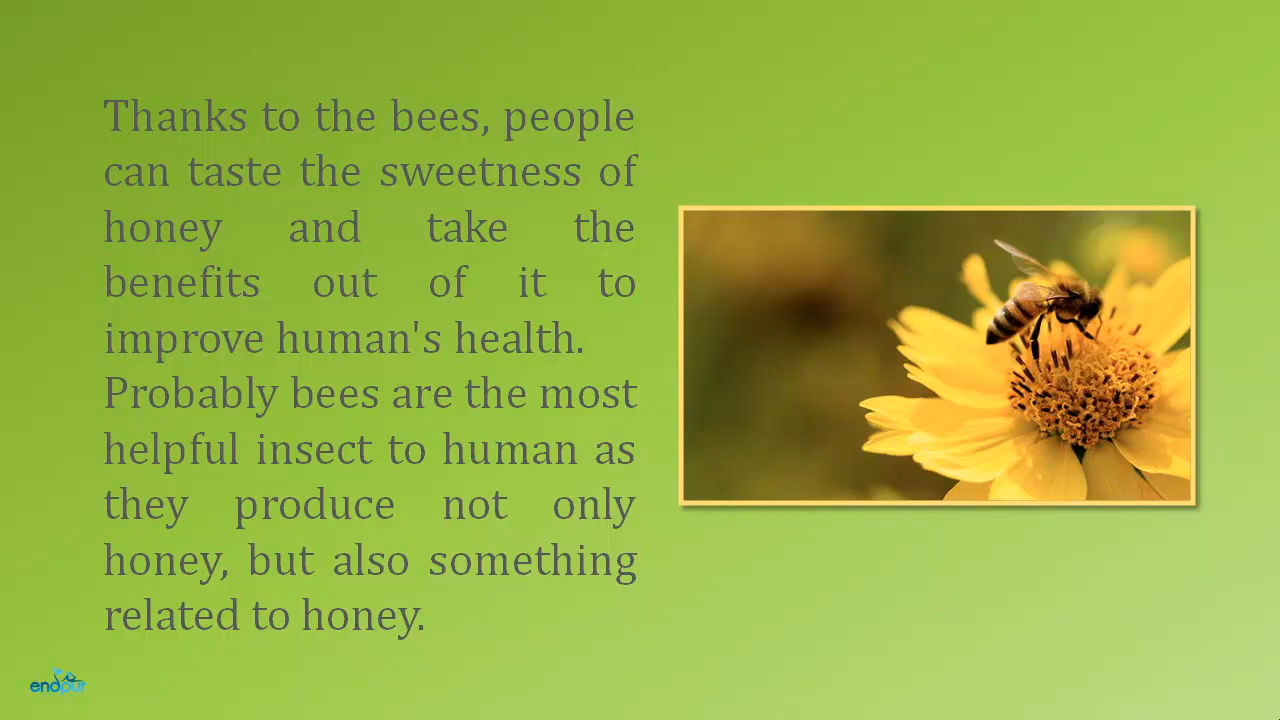 Thanks to the bees, people
can taste the sweetness of
honey and take the
benefits out of it to
improve human's health.
Probably bees are the most
helpful insect to human as
they produce not only
honey, but also something
related to honey.
endpur